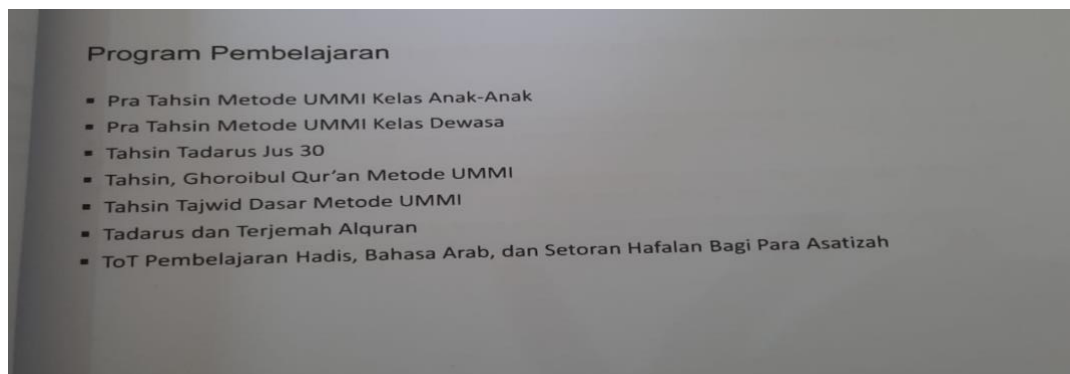 Program Pembelajaran
▪ Pra Tahsin Metode UMMI Kelas Anak-Anak
▪ Pra Tahsin Metode UMMI Kelas Dewasa
▪ Tahsin Tadarus Jus 30
▪ Tahsin, Ghoroibul Qur'an Metode UMMI
▪ Tahsin Tajwid Dasar Metode UMMI
▪ Tadarus dan Terjemah Alquran
▪ ToT Pembelajaran Hadis, Bahasa Arab, dan Setoran Hafalan Bagi Para Asatizah